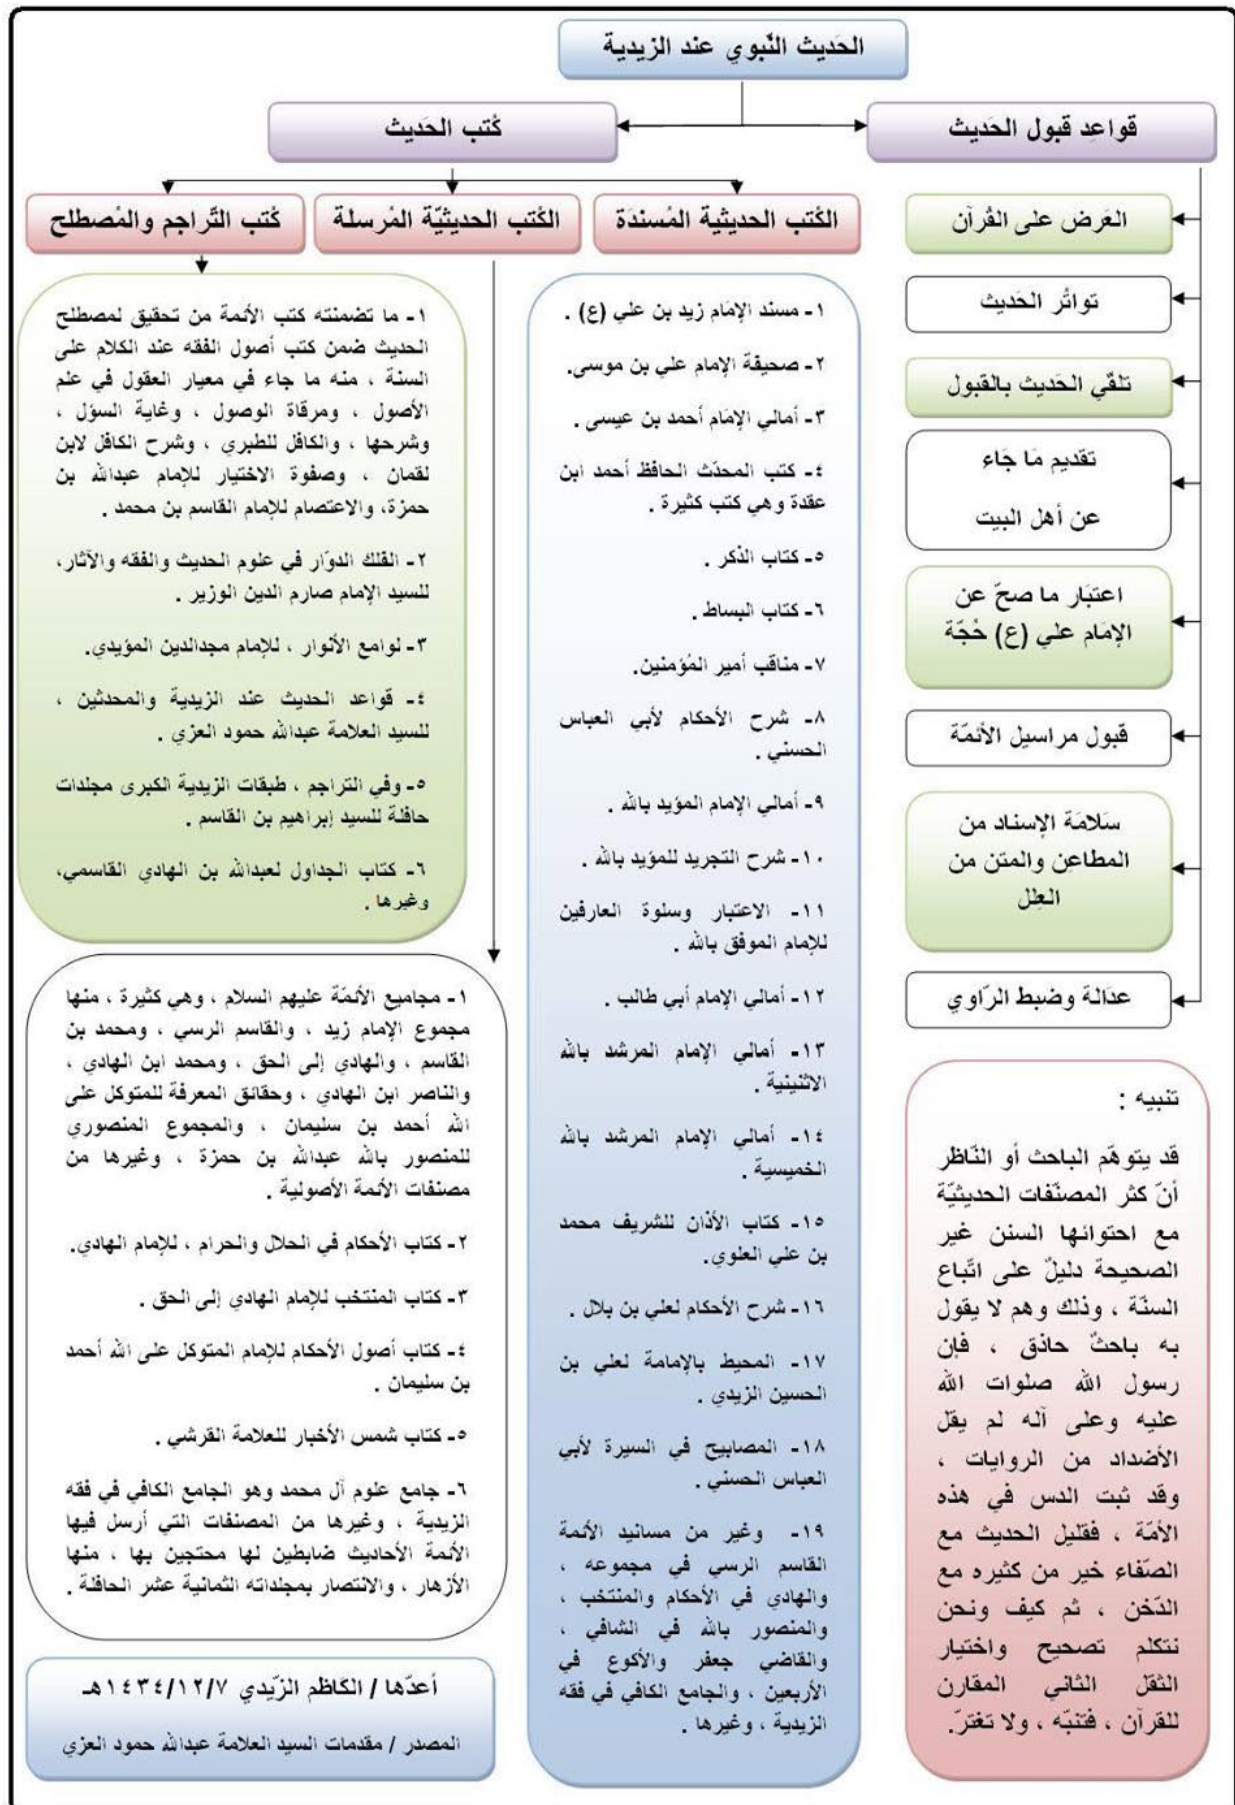 الحَديث النَّبوي عند الزيدية
قواعِد قبول الحَديث
كُتب الحَديث
العَرض على القُرآن
تواتُر الحَديث
تلقّي الحَديث بالقبول
تقديم مَا جَاء
عن أهل البيت
اعتبَار ما صحّ عن
الإمَام علي (ع) حُجّة
قَبول مراسيل الأئمّة
سَلامَة الإسناد من
المطاعِن والمتن من
العِلل
عدَالة وضبط الرّاوي
تنبيه :
قد يتوهّم الباحث أو النّاظر
أنّ كثر المصنّفات الحديثيّة
مع احتوائها السنن غير
الصحيحة دليلٌ على اتّباع
السنّة ، وذلك وهم لا يقول
به باحثٌ حاذق ، فإن
رسول الله صلوات الله
عليه وعلى آله لم يقل
الأضداد من الروايات ،
وقد ثبت الدس في هذه
الأمّة ، فقليل الحديث مع
الصّفاء خير من كثيره مع
الدّخن ، ثم كيف ونحن
نتكلم تصحيح واختيار
الثقل الثاني المقارن
للقرآن ، فتنبّه ، ولا تغترّ.
الكُتب الحديثية المُسندَة
١- مسند الإمَام زيد بن علي (ع) .
٢- صحيفة الإمام علي بن موسى.
٣- أمالي الإمَام أحمد بن عيسى .
٤- كتب المحدّث الحافظ أحمد ابن
عقدة وهي كتب كثيرة .
٥- كتاب الذكر .
٦- كتاب البساط .
٧- مناقب أمير المُؤمنين.
٨- شرح الأحكام لأبي العباس
الحسني .
٩- أمالي الإمام المؤيد بالله .
١٠- شرح التجريد للمؤيد بالله .
١١- الاعتبار وسلوة العارفين
للإمام الموفق بالله .
١٢- أمالي الإمام أبي طالب .
١٣- أمالي الإمام المرشد بالله
الاثنينية .
١٤- أمالي الإمام المرشد بالله
الخميسية .
١٥- كتاب الأذان للشريف محمد
بن علي العلوي.
١٦- شرح الأحكام لعلي بن بلال .
١٧- المحيط بالإمامة لعلي بن
الحسين الزيدي .
١٨- المصابيح في السيرة لأبي
العباس الحسني .
١٩- وغير من مسانيد الأئمة
القاسم الرسي في مجموعه ،
والهادي في الأحكام والمنتخب ،
والمنصور بالله في الشافي ،
والقاضي جعفر والأكوع في
الأربعين ، والجامع الكافي في فقه
الزيدية ، وغيرها .
الكُتب الحديثيّة المُرسلة
١- مجاميع الأئمّة عليهم السلام ، وهي كثيرة ، منها
مجموع الإمام زيد ، والقاسم الرسي ، ومحمد بن
القاسم ، والهادي إلى الحق ، ومحمد ابن الهادي ،
والناصر ابن الهادي ، وحقائق المعرفة للمتوكل على
الله أحمد بن سليمان ، والمجموع المنصوري
للمنصور بالله عبدالله بن حمزة ، وغيرها من
مصنفات الأئمة الأصولية .
٢- كتاب الأحكام في الحلال والحرام ، للإمام الهادي.
٣- كتاب المنتخب للإمام الهادي إلى الحق .
٤- كتاب أصول الأحكام للإمام المتوكل على الله أحمد
بن سليمان .
٥- كتاب شمس الأخبار للعلامة القرشي .
٦- جامع علوم آل محمد وهو الجامع الكافي في فقه
الزيدية ، وغيرها من المصنفات التي أرسل فيها
الأئمة الأحاديث ضابطين لها محتجين بها ، منها
الأزهار ، والانتصار بمجلداته الثمانية عشر الحافلة .
كُتب التّراجم والمُصطلح
١- ما تضمنته كتب الأئمة من تحقيق لمصطلح
الحديث ضمن كتب أصول الفقه عند الكلام على
السنة ، منه ما جاء في معيار العقول في علم
الأصول ، ومرقاة الوصول ، وغاية السؤل ،
وشرحها ، والكافل للطبري ، وشرح الكافل لابن
لقمان ، وصفوة الاختيار للإمام عبدالله بن
حمزة، والاعتصام للإمام القاسم بن محمد .
٢- الفلك الدوّار في علوم الحديث والفقه والآثار،
للسيد الإمام صارم الدين الوزير .
٣- لوامع الأنوار ، للإمام مجدالدين المؤيدي.
٤- قواعد الحديث عند الزيدية والمحدثين ،
للسيد العلامة عبدالله حمود العزي .
٥- وفي التراجم ، طبقات الزيدية الكبرى مجلدات
حافلة للسيد إبراهيم بن القاسم .
٦- كتاب الجداول لعبدالله بن الهادي القاسمي،
وغيرها .
أعدّها / الكَاظم الزّيدي ١٤٣٤/١٢/٧هـ
المصدر / مقدمات السيد العلامة عبدالله حمود العزي